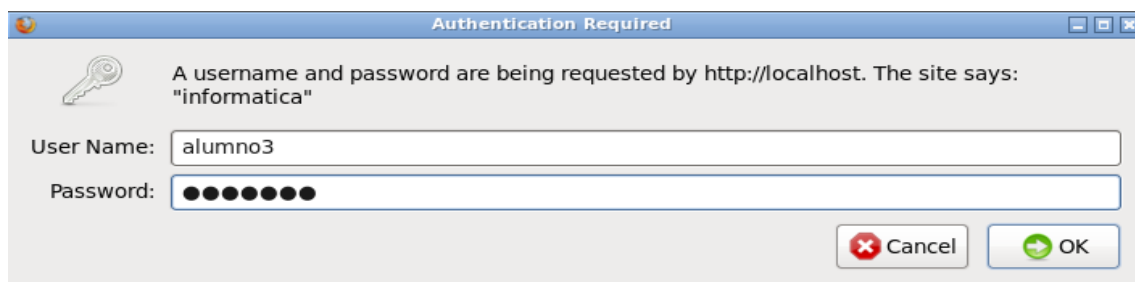 Authentication Required
A username and password are being requested by http://localhost. The site says:
"informatica"
User Name: alumno3
Password: ●●●●●●●
Cancel OK